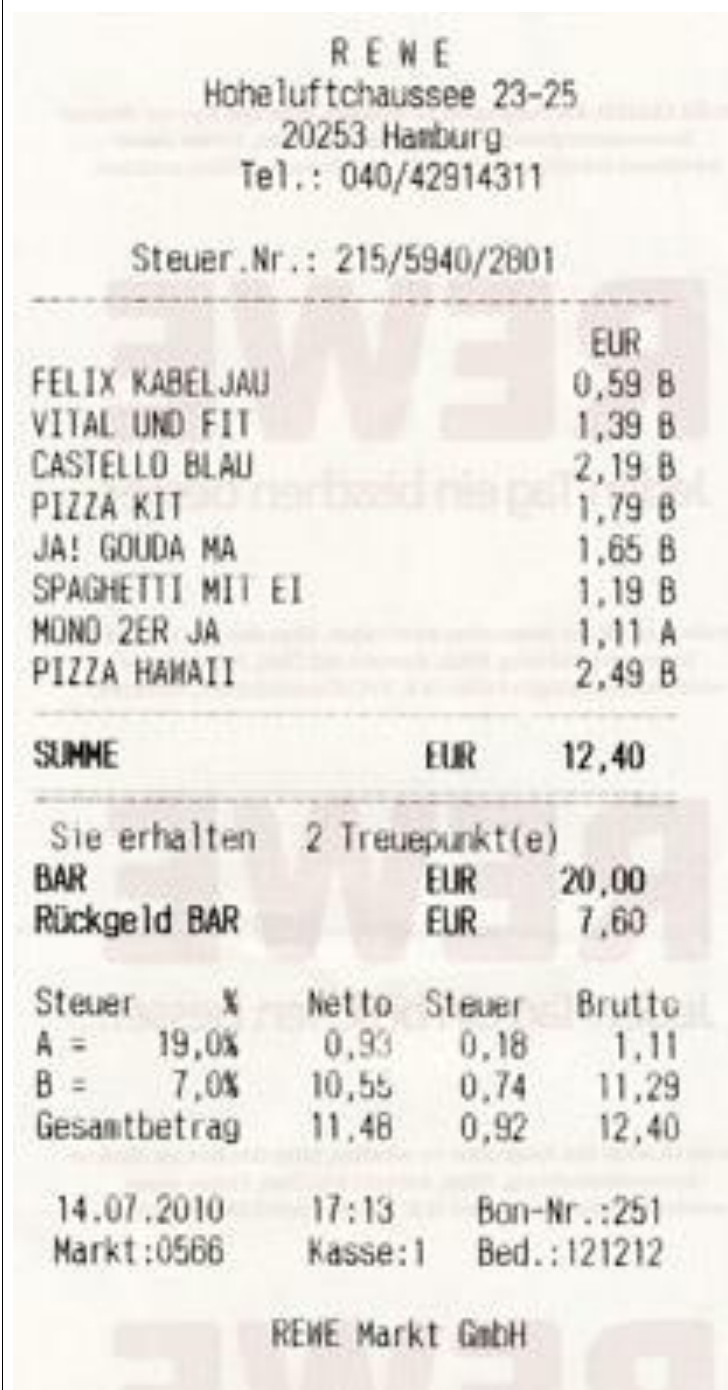 R E W E
Hoheluftchaussee 23-25
20253 Hamburg
Tel.: 040/42914311
Steuer.Nr.: 215/5940/2801
EUR
FELIX KABELJAU 0,59 B
VITAL UND FIT 1,39 B
CASTELLO BLAU 2,19 B
PIZZA KIT 1,79 B
JA! GOUDA MA 1,65 B
SPAGHETTI MIT EI 1,19 B
MONO 2ER JA 1,11 A
PIZZA HAWAII 2,49 B
SUMME EUR 12,40
Sie erhalten 2 Treuepunkt(e)
BAR EUR 20,00
Rückgeld BAR EUR 7,60
Steuer % Netto Steuer Brutto
A = 19,0% 0,93 0,18 1,11
B = 7,0% 10,55 0,74 11,29
Gesamtbetrag 11,48 0,92 12,40
14.07.2010 17:13 Bon-Nr.:251
Markt:0566 Kasse:1 Bed.:121212
REWE Markt GmbH